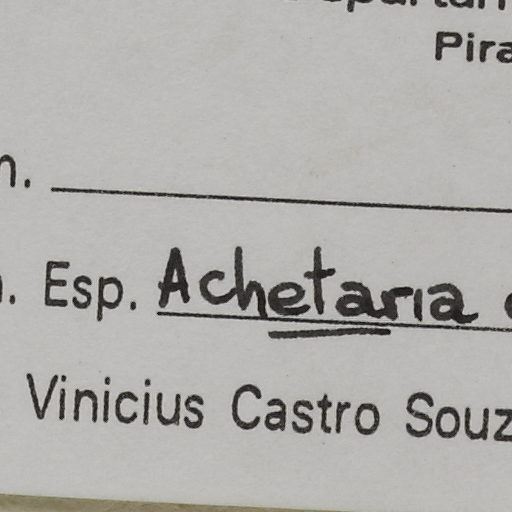 Pira
n.
n. Esp. Achetaria
Vinicius Castro Souz